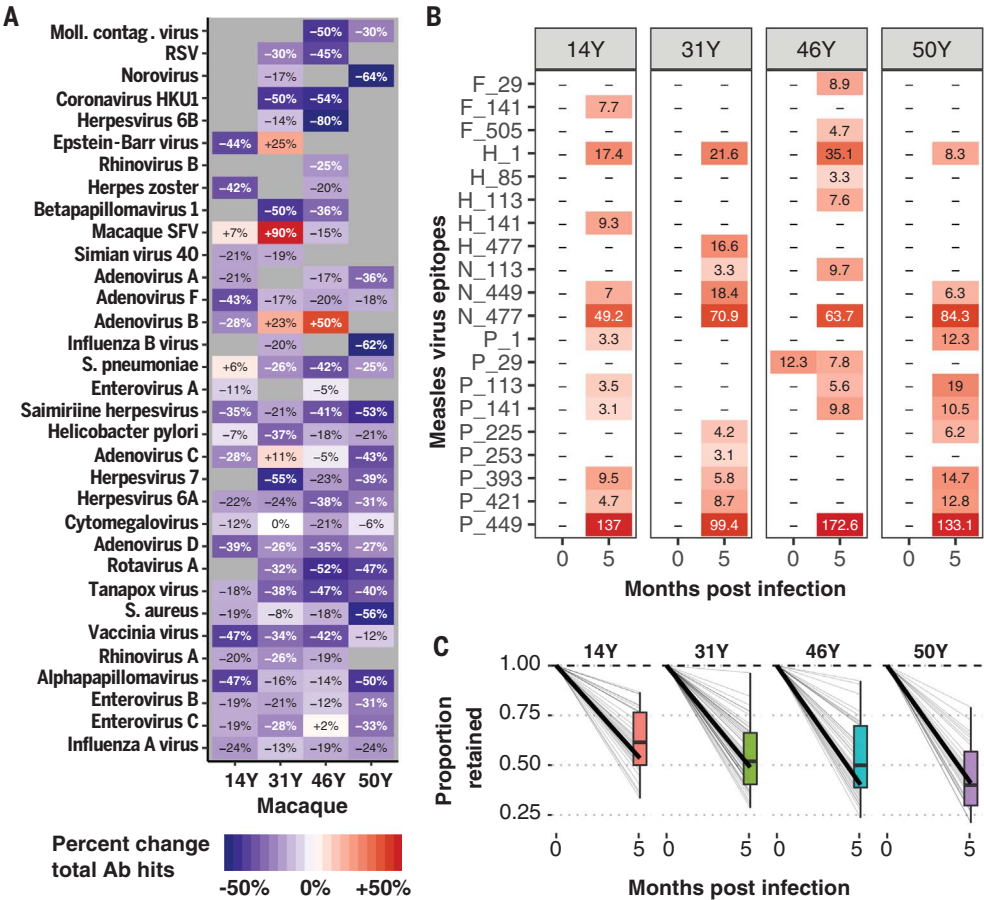 A
Moll. contag. virus −50% −30%
RSV −30% −45%
Norovirus −17% −64%
Coronavirus HKU1 −50% −54%
Herpesvirus 6B −14% −80%
Epstein-Barr virus −44% +25%
Rhinovirus B −25%
Herpes zoster −42% −20%
Betapapillomavirus 1 −50% −36%
Macaque SFV +7% +90% −15%
Simian virus 40 −21% −19%
Adenovirus A −21% −17% −36%
Adenovirus F −43% −17% −20% −18%
Adenovirus B −28% +23% +50%
Influenza B virus −20% −62%
S. pneumoniae +6% −26% −42% −25%
Enterovirus A −11% −5%
Saimiriine herpesvirus −35% −21% −41% −53%
Helicobacter pylori −7% −37% −18% −21%
Adenovirus C −28% +11% −5% −43%
Herpesvirus 7 −55% −23% −39%
Herpesvirus 6A −22% −24% −38% −31%
Cytomegalovirus −12% 0% −21% −6%
Adenovirus D −39% −26% −35% −27%
Rotavirus A −32% −52% −47%
Tanapox virus −18% −38% −47% −40%
S. aureus −19% −8% −18% −56%
Vaccinia virus −47% −34% −42% −12%
Rhinovirus A −20% −26% −19%
Alphapapillomavirus −47% −16% −14% −50%
Enterovirus B −19% −21% −12% −31%
Enterovirus C −19% −28% +2% −33%
Influenza A virus −24% −13% −19% −24%
14Y 31Y 46Y 50Y
Macaque
Percent change
total Ab hits
-50% 0% +50%
B
14Y 31Y 46Y 50Y
Measles virus epitopes
F_29 – – – – – 8.9 – –
F_141 – 7.7 – – – – – –
F_505 – – – – – 4.7 – –
H_1 – 17.4 – 21.6 – 35.1 – 8.3
H_85 – – – – – 3.3 – –
H_113 – – – – – 7.6 – –
H_141 – 9.3 – – – – – –
H_477 – – – 16.6 – – – –
N_113 – – – 3.3 – 9.7 – –
N_449 – 7 – 18.4 – – – 6.3
N_477 – 49.2 – 70.9 – 63.7 – 84.3
P_1 – 3.3 – – – – – 12.3
P_29 – – – – 12.3 7.8 – –
P_113 – 3.5 – – – 5.6 – 19
P_141 – 3.1 – – – 9.8 – 10.5
P_225 – – – 4.2 – – – 6.2
P_253 – – – 3.1 – – – –
P_393 – 9.5 – 5.8 – – – 14.7
P_421 – 4.7 – 8.7 – – – 12.8
P_449 – 137 – 99.4 – 172.6 – 133.1
0 5 0 5 0 5 0 5
Months post infection
C
14Y 31Y 46Y 50Y
Proportion
retained
1.00
0.75
0.50
0.25
0 5 0 5 0 5 0 5
Months post infection